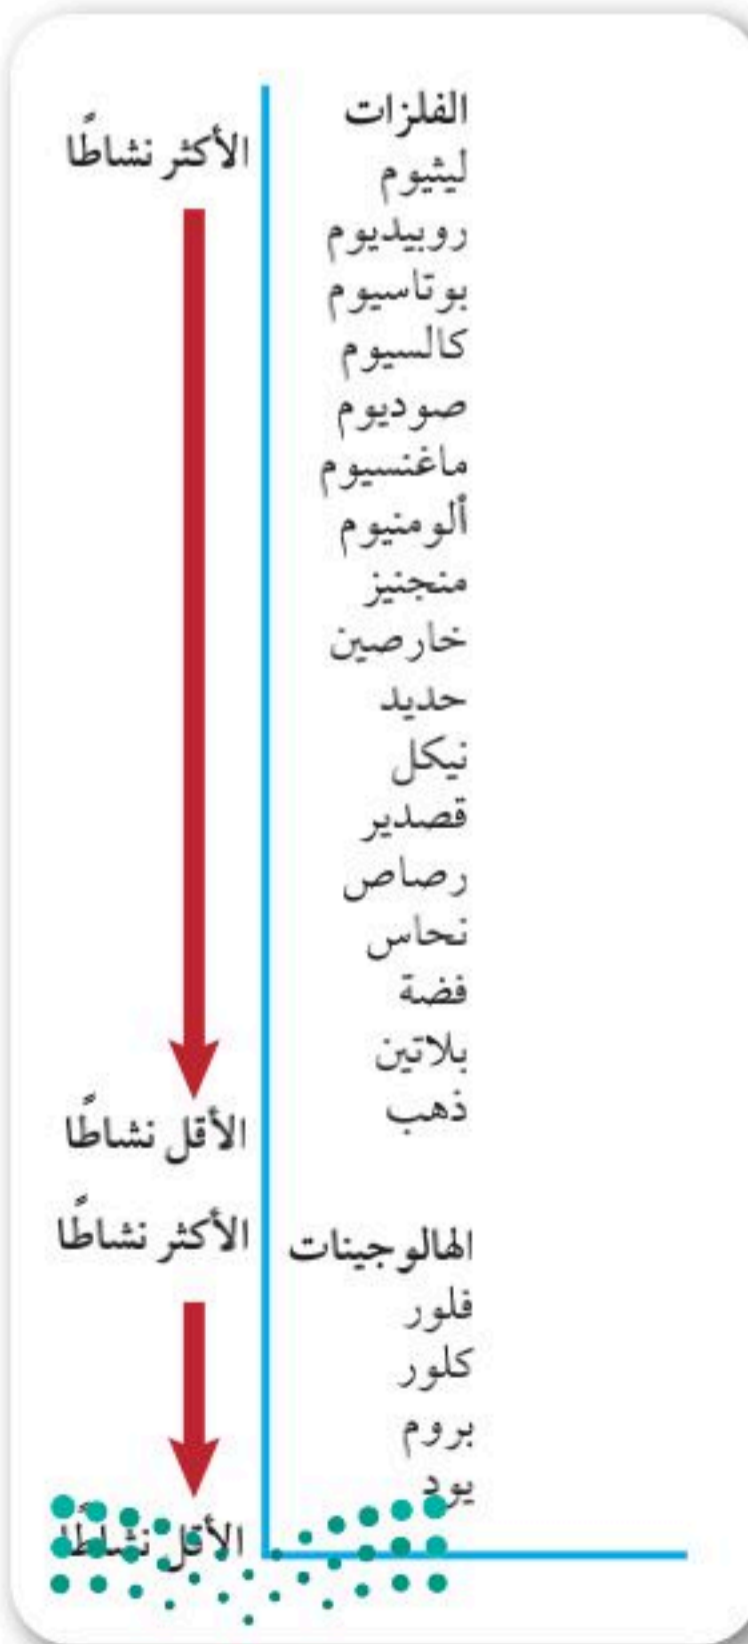 الفلزات
الأكثر نشاطًا
ليثيوم
روبيديوم
بوتاسيوم
كالسيوم
صوديوم
ماغنسيوم
ألومنيوم
منجنيز
خارصين
حديد
نيكل
قصدير
رصاص
نحاس
فضة
بلاتين
ذهب
الأقل نشاطًا
الهالوجينات
الأكثر نشاطًا
فلور
كلور
بروم
يود
الأقل نشاطًا